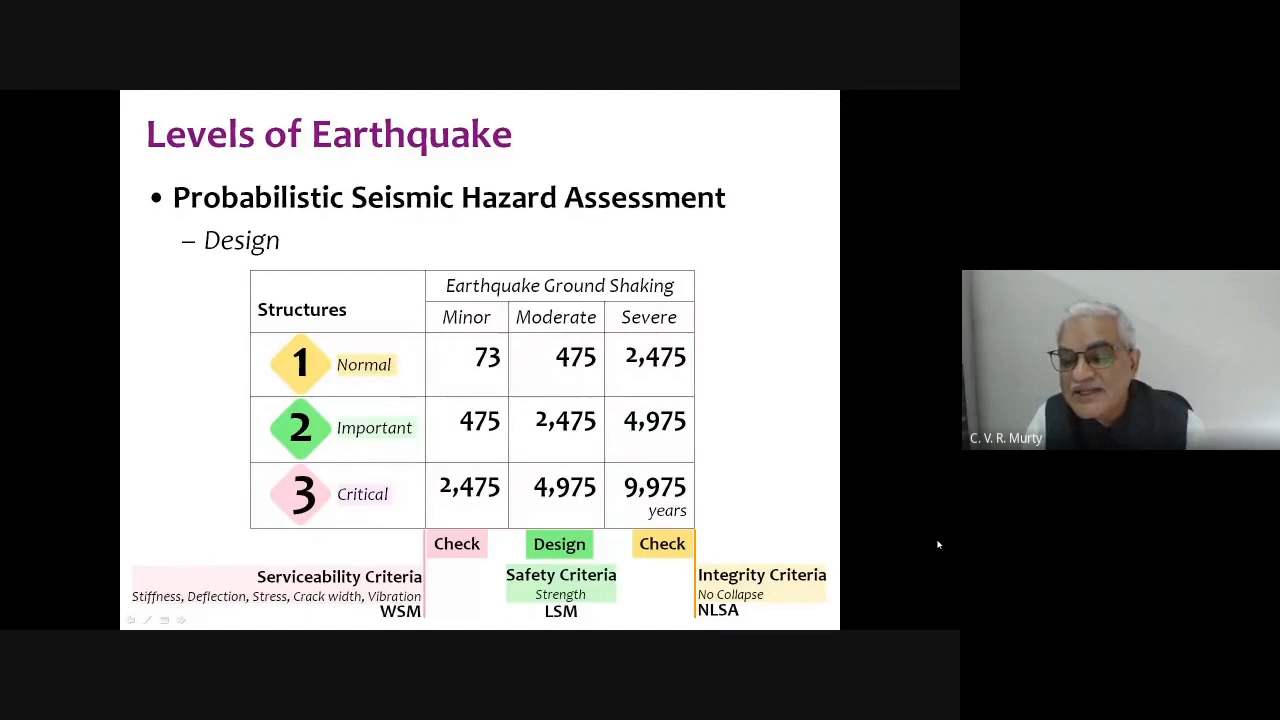 Levels of Earthquake
• Probabilistic Seismic Hazard Assessment
– Design
Structures
Earthquake Ground Shaking
Minor Moderate Severe
1 Normal 73 475 2,475
2 Important 475 2,475 4,975
3 Critical 2,475 4,975 9,975
years
Check Design Check
Serviceability Criteria
Stiffness, Deflection, Stress, Crack width, Vibration
WSM
Safety Criteria
Strength
LSM
Integrity Criteria
No Collapse
NLSA
C. V. R. Murty